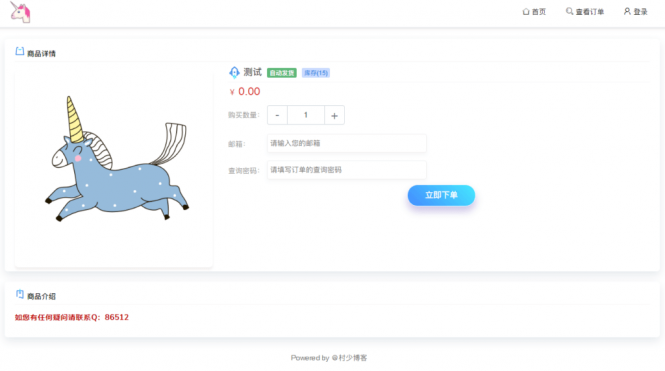 首页 查看订单 登录
商品详情
测试 自动发货 库存(15)
¥ 0.00
购买数量: - 1 +
邮箱: 请输入您的邮箱
查询密码: 请填写订单的查询密码
立即下单
商品介绍
如您有任何疑问请联系Q：86512
Powered by @村少博客